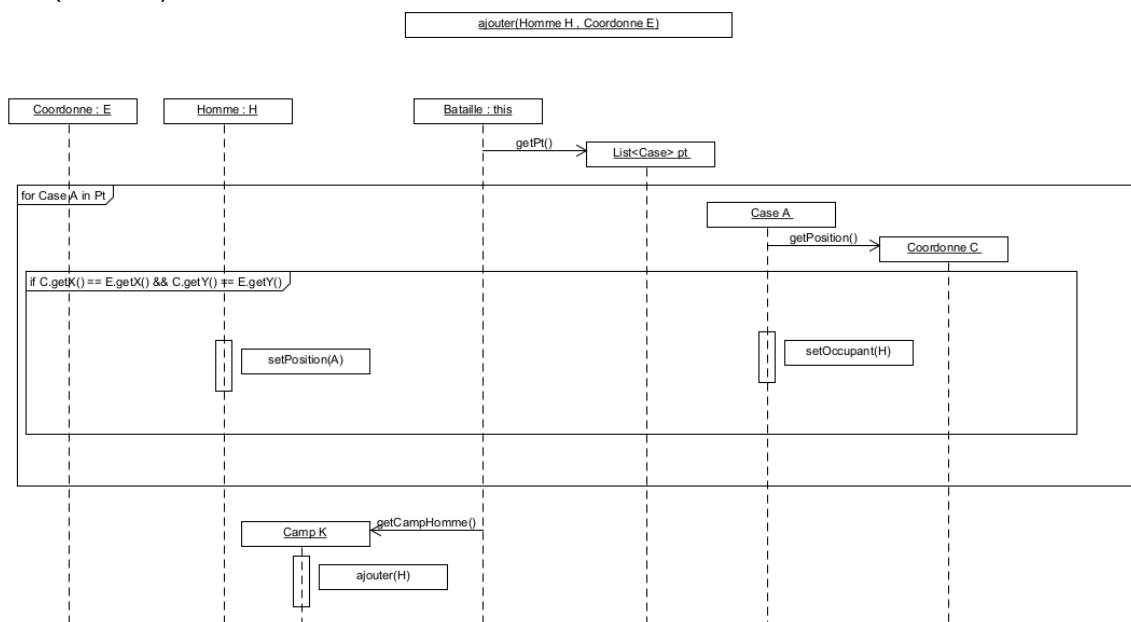 ajouter(Homme H , Coordonne E)
Coordonne : E
Homme : H
Bataille : this
getPt()
List<Case> pt
for Case A in Pt
Case A
getPosition()
Coordonne C
if C.getX() == E.getX() && C.getY() == E.getY()
setPosition(A)
setOccupant(H)
getCampHomme()
Camp K
ajouter(H)